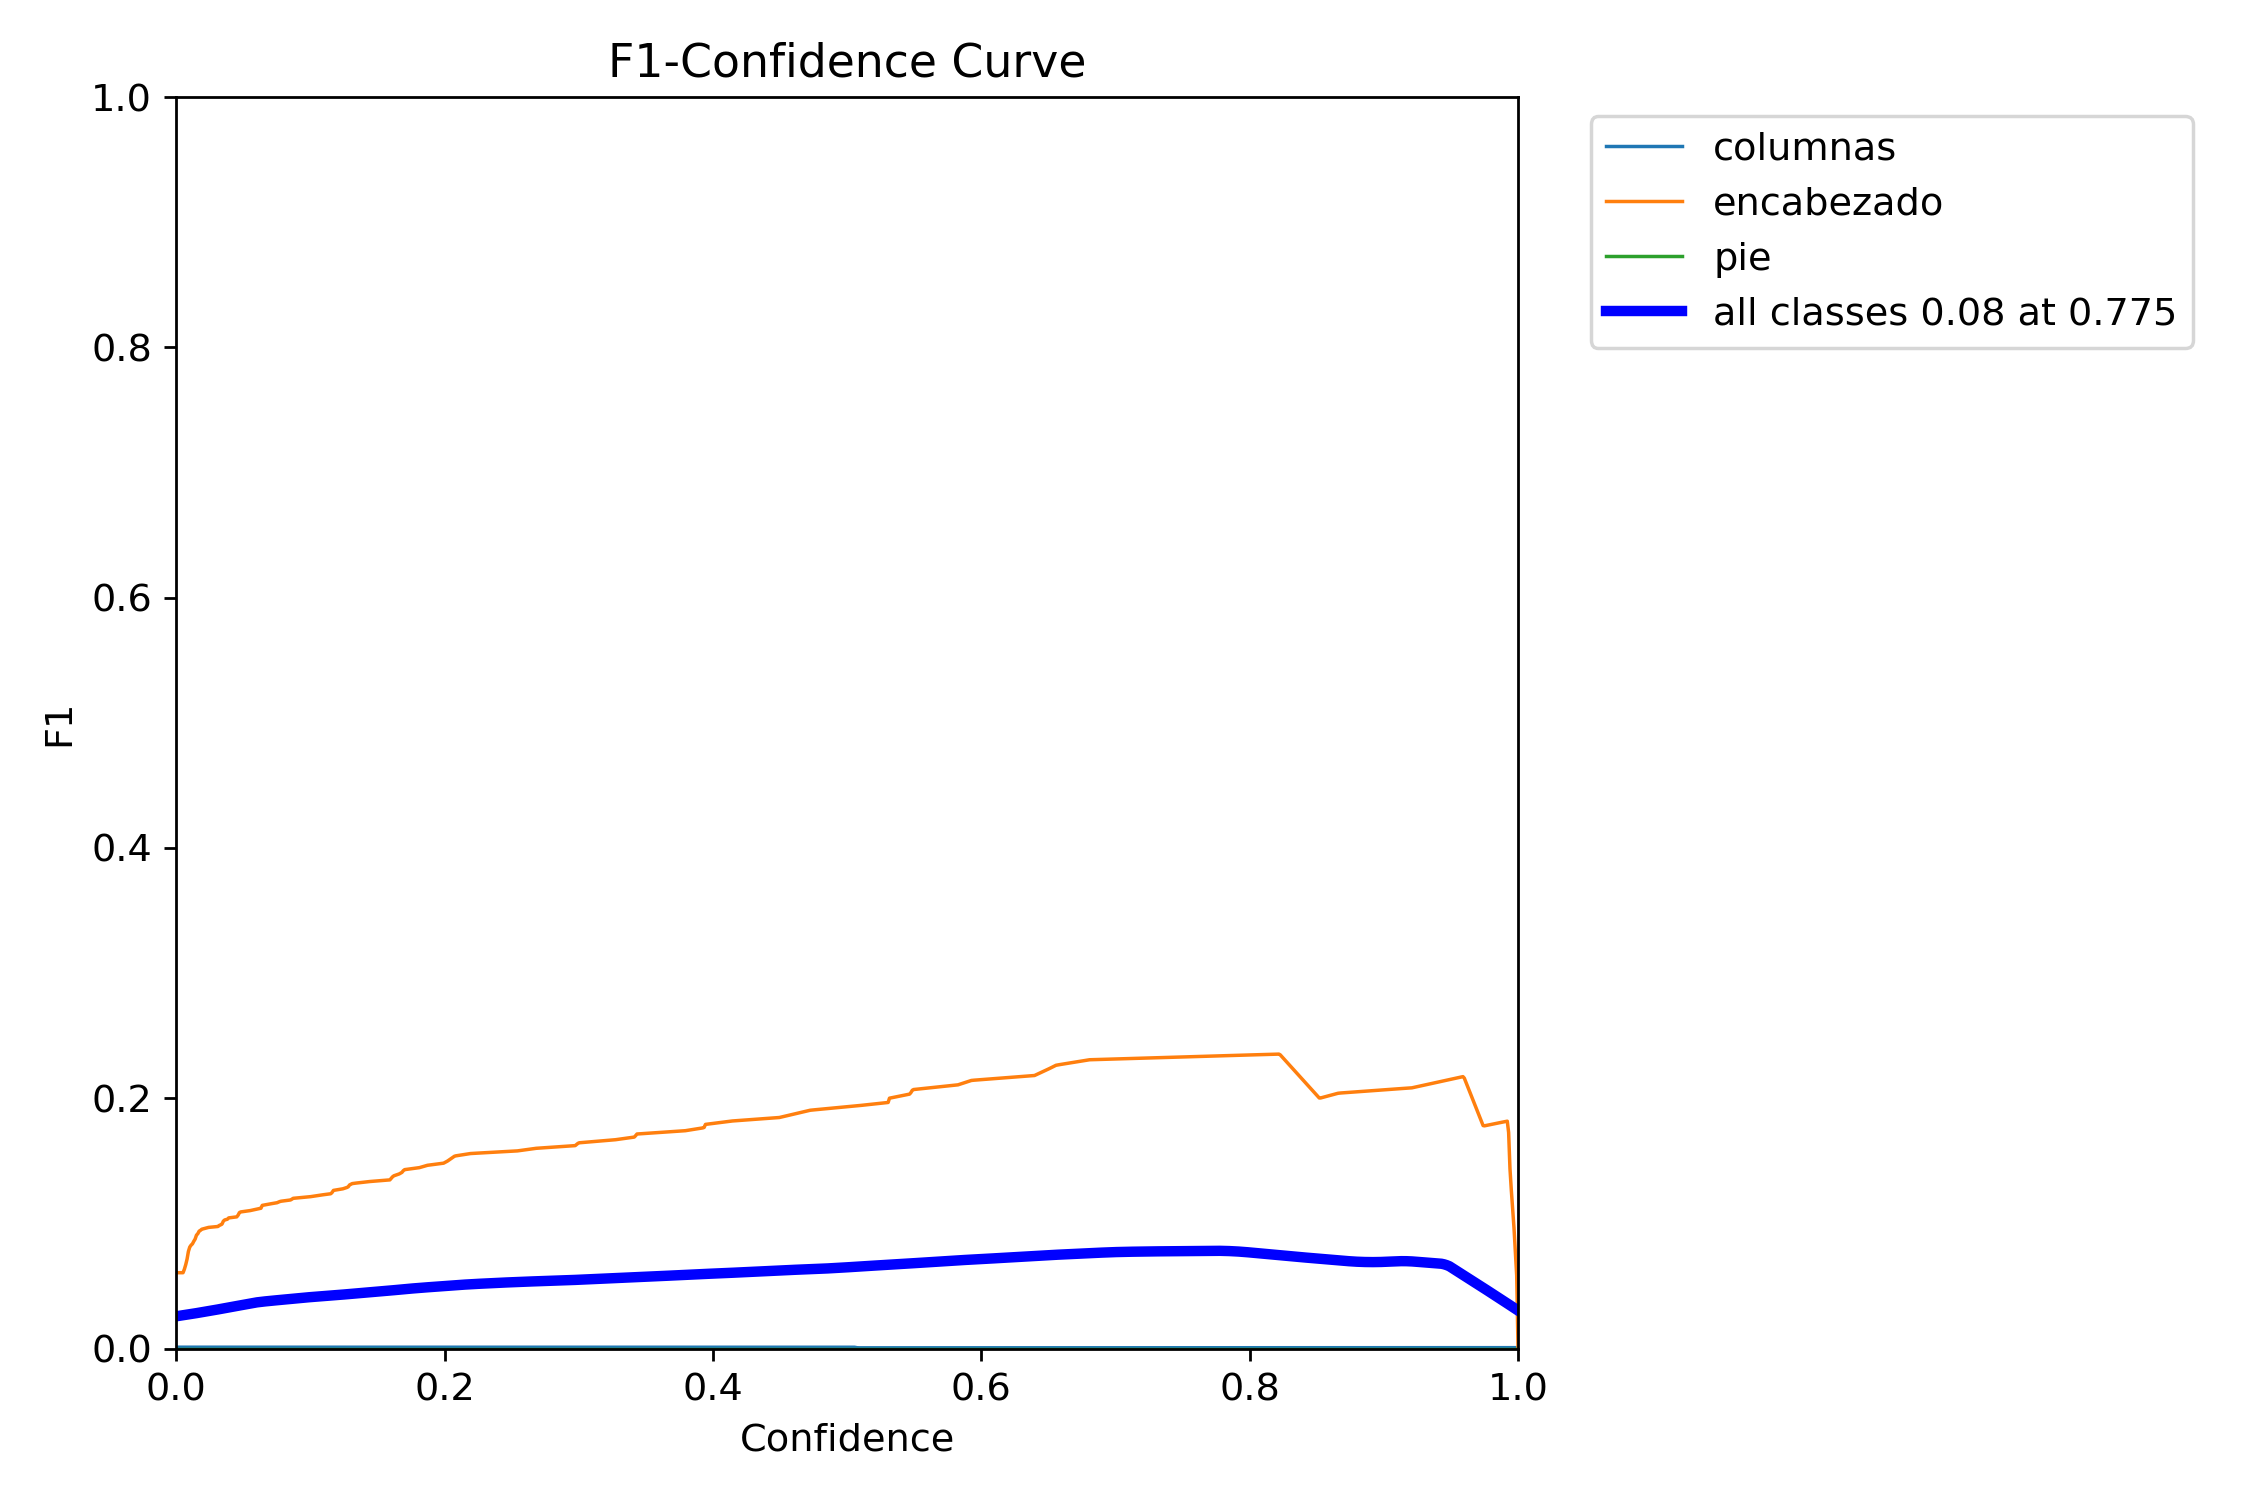 F1-Confidence Curve
1.0
0.8
0.6
0.4
0.2
0.0
F1
0.0 0.2 0.4 0.6 0.8 1.0
Confidence
columnas
encabezado
pie
all classes 0.08 at 0.775